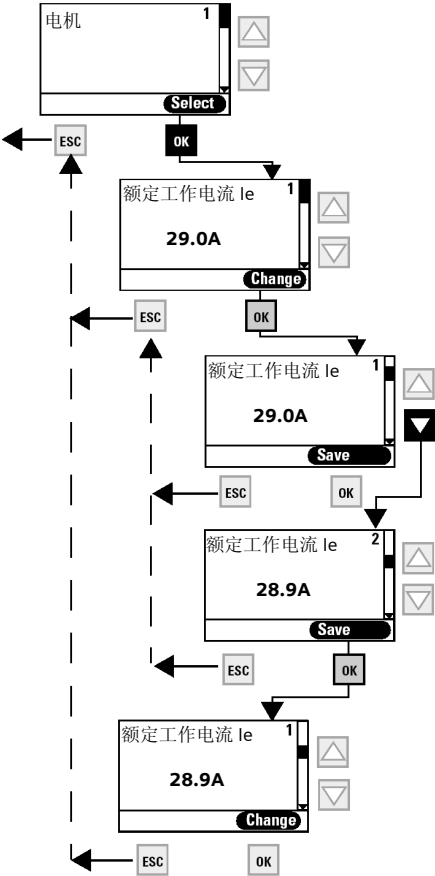 电机 1
Select
ESC OK
额定工作电流 Ie 1
29.0A
Change
ESC OK
额定工作电流 Ie 1
29.0A
Save
ESC OK
额定工作电流 Ie 2
28.9A
Save
ESC OK
额定工作电流 Ie 1
28.9A
Change
ESC OK